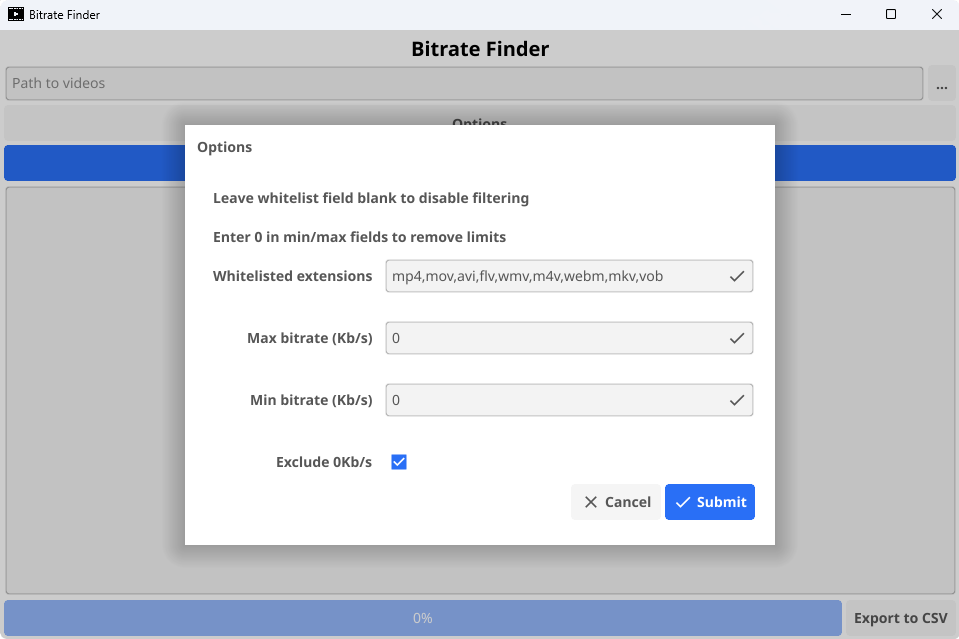 Bitrate Finder
Bitrate Finder
Path to videos
...
Options
Options
Leave whitelist field blank to disable filtering
Enter 0 in min/max fields to remove limits
Whitelisted extensions mp4,mov,avi,flv,wmv,m4v,webm,mkv,vob
Max bitrate (Kb/s) 0
Min bitrate (Kb/s) 0
Exclude 0Kb/s
Cancel Submit
0% Export to CSV